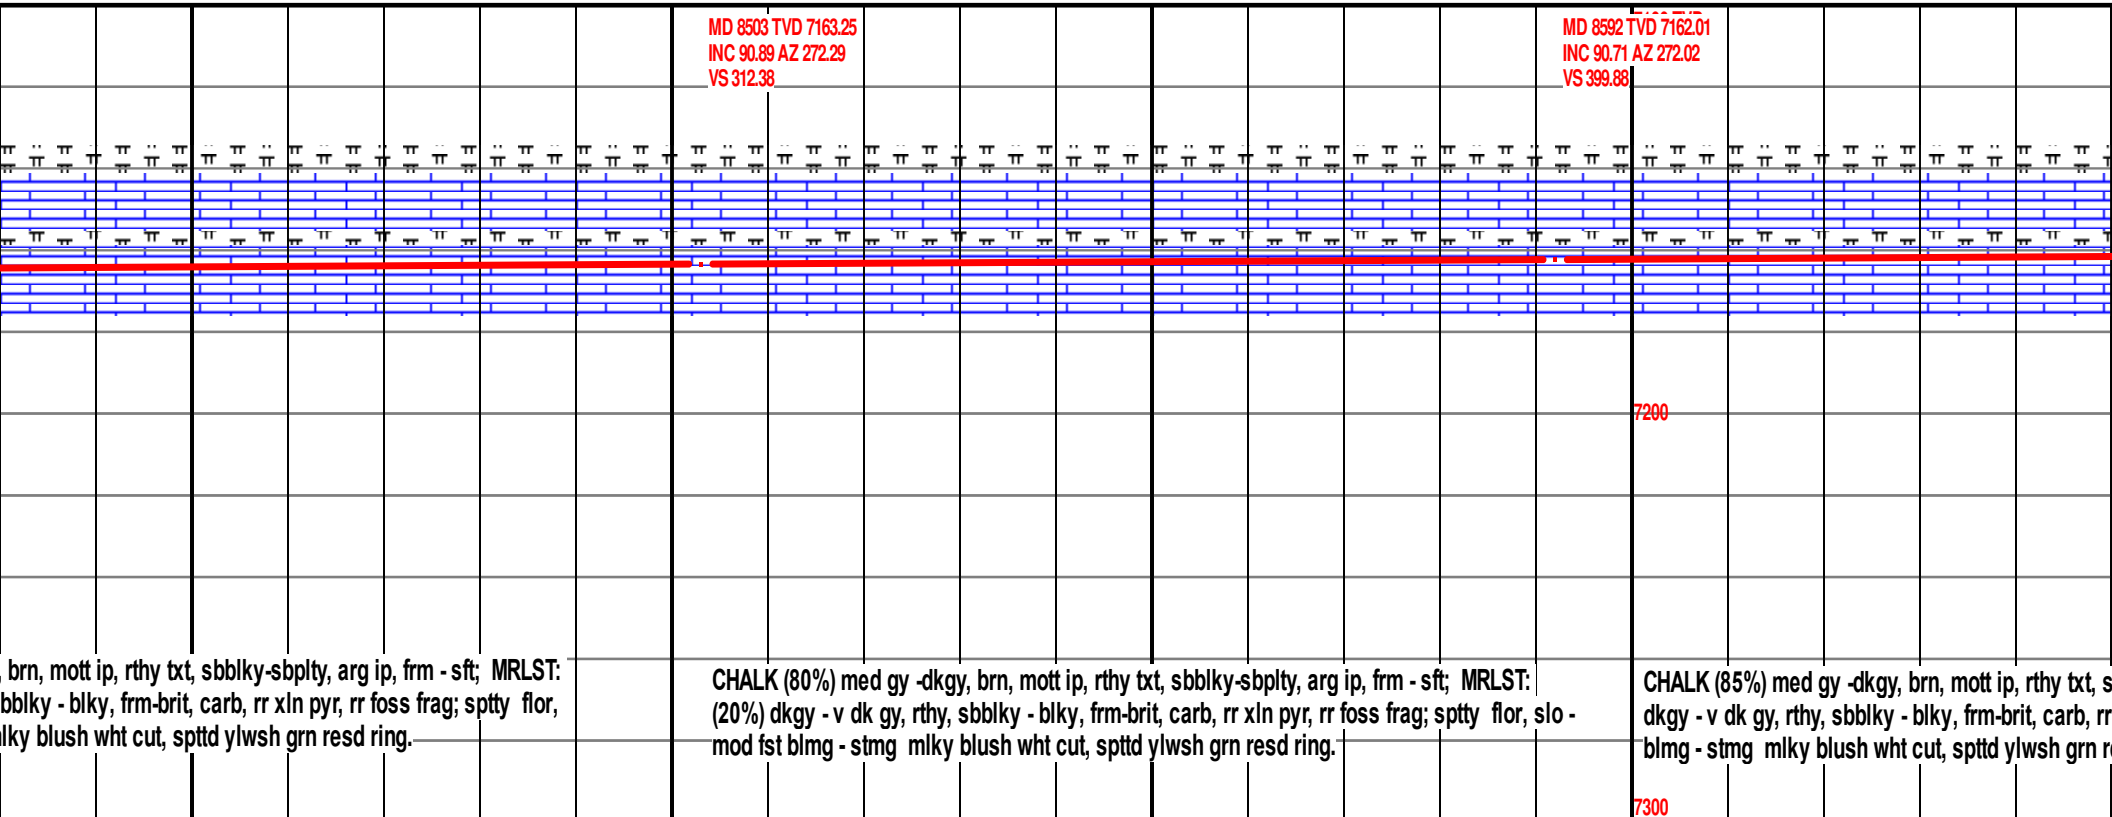 MD 8503 TVD 7163.25
INC 90.89 AZ 272.29
VS 312.38
MD 8592 TVD 7162.01
INC 90.71 AZ 272.02
VS 399.88
7200
, brn, mott ip, rthy txt, sbblky-sbplty, arg ip, frm - sft; MRLST:
bblky - blky, frm-brit, carb, rr xln pyr, rr foss frag; sptty flor,
lky blush wht cut, spttd ylwsh grn resd ring.
CHALK (80%) med gy -dkgy, brn, mott ip, rthy txt, sbblky-sbplty, arg ip, frm - sft; MRLST:
(20%) dkgy - v dk gy, rthy, sbblky - blky, frm-brit, carb, rr xln pyr, rr foss frag; sptty flor, slo -
mod fst blmg - stmg mlky blush wht cut, spttd ylwsh grn resd ring.
CHALK (85%) med gy -dkgy, brn, mott ip, rthy txt, s
dkgy - v dk gy, rthy, sbblky - blky, frm-brit, carb, rr
blmg - stmg mlky blush wht cut, spttd ylwsh grn r
7300